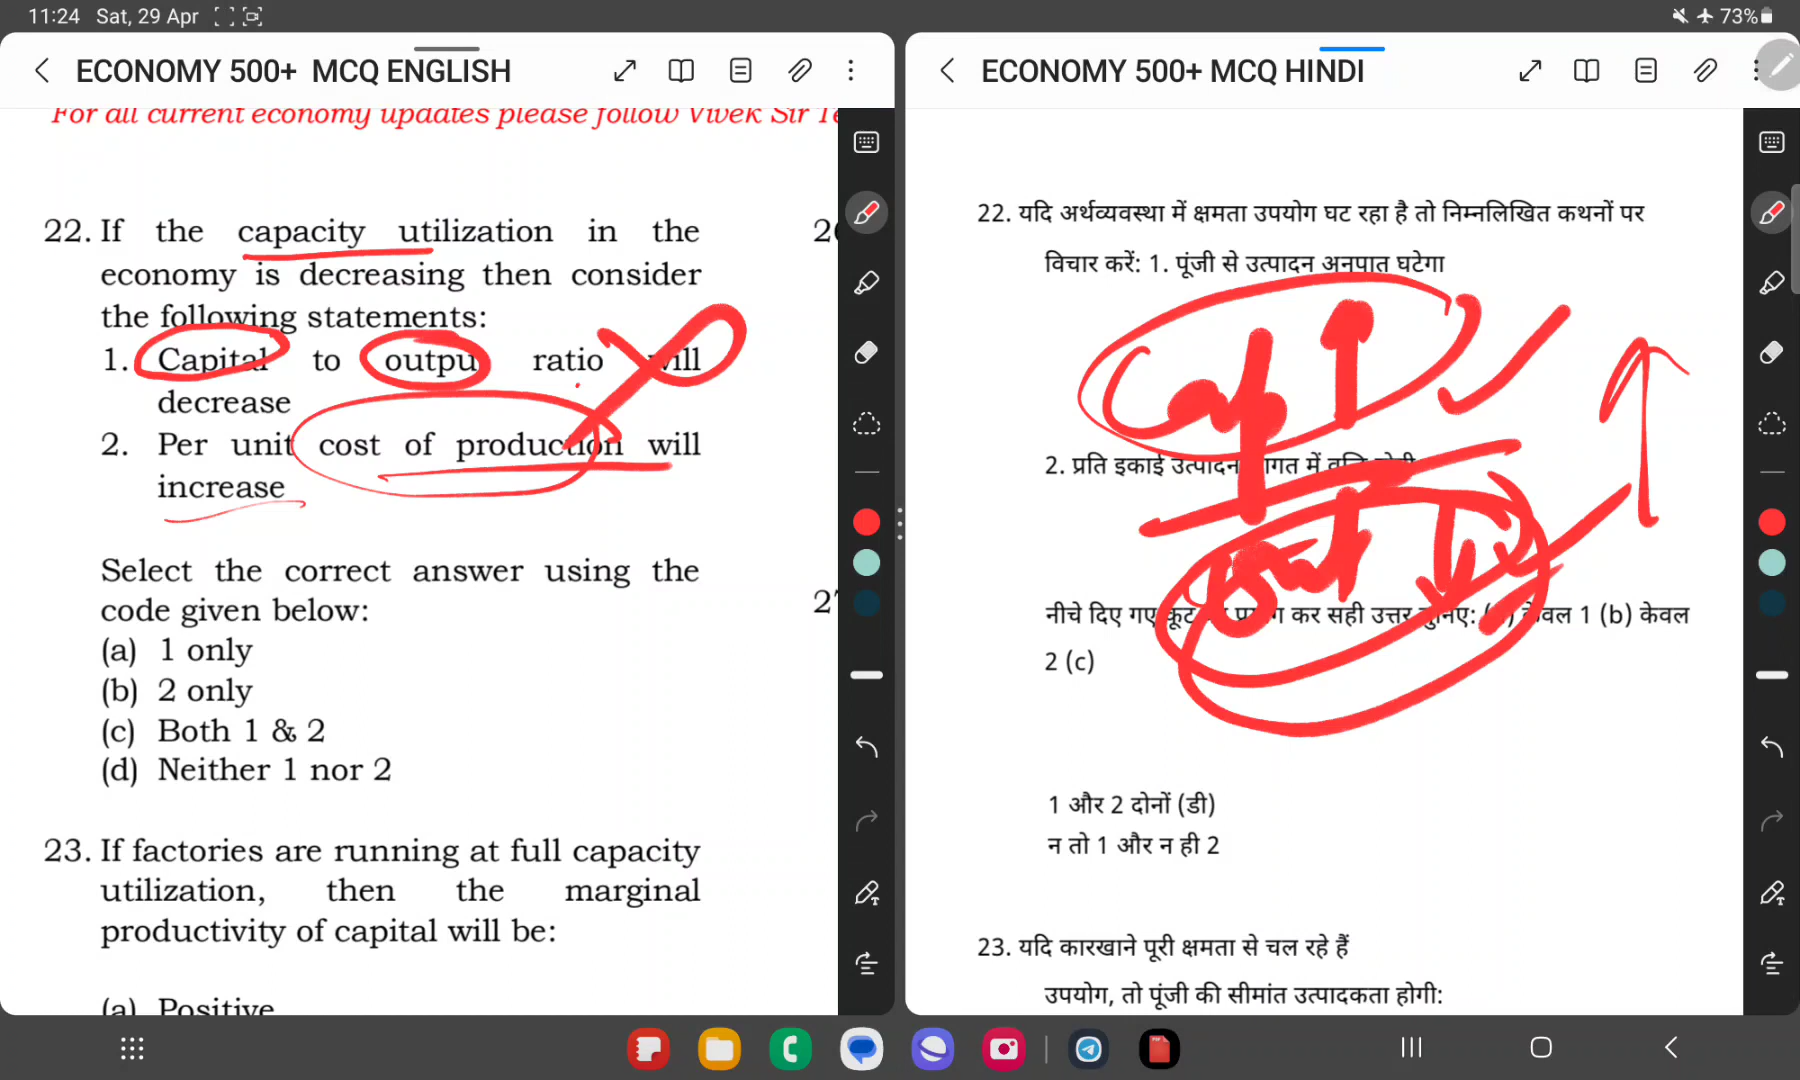 11:24 Sat, 29 Apr
73%
ECONOMY 500+ MCQ ENGLISH
For all current economy updates please follow Vivek Sir Te
22. If the capacity utilization in the
economy is decreasing then consider
the following statements:
1. Capital to outpu ratio will
decrease
2. Per unit cost of production will
increase
Select the correct answer using the
code given below:
(a) 1 only
(b) 2 only
(c) Both 1 & 2
(d) Neither 1 nor 2
23. If factories are running at full capacity
utilization, then the marginal
productivity of capital will be:
(a) Positive
2
2
ECONOMY 500+ MCQ HINDI
22. यदि अर्थव्यवस्था में क्षमता उपयोग घट रहा है तो निम्नलिखित कथनों पर
विचार करें: 1. पूंजी से उत्पादन अनुपात घटेगा
Cap
2. प्रति इकाई उत्पादन में
नीचे दिए गए कूट कर सही उत्तर 1 (b) केवल
2 (c)
1 और 2 दोनों (डी)
न तो 1 और न ही 2
23. यदि कारखाने पूरी क्षमता से चल रहे हैं
उपयोग, तो पूंजी की सीमांत उत्पादकता होगी: